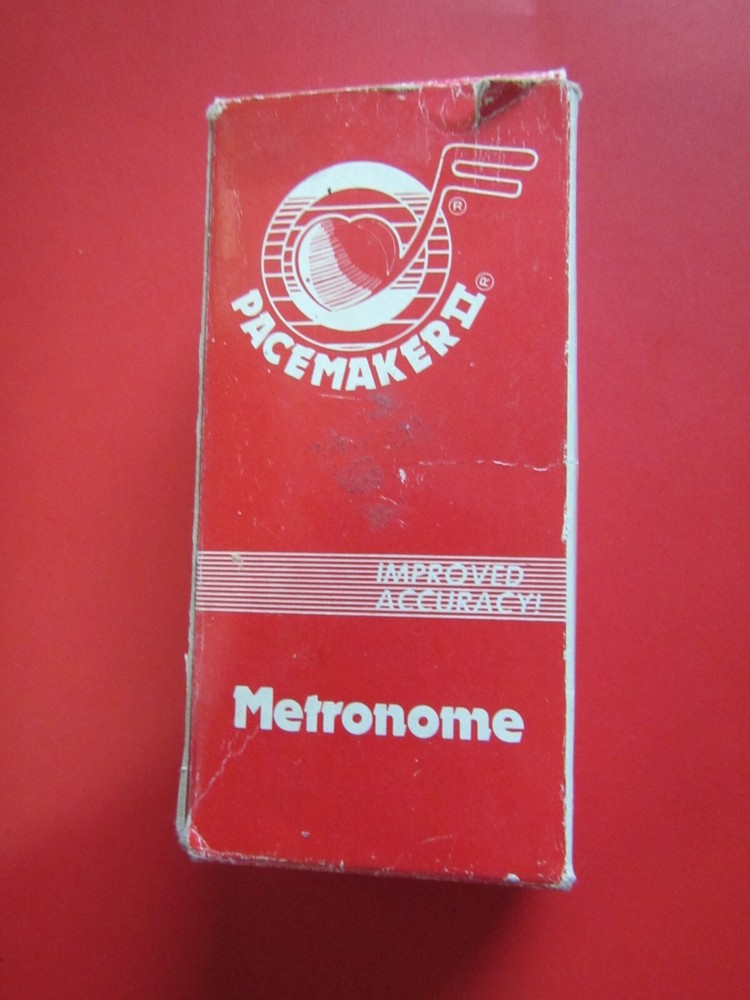 ®
PACEMAKER II®
IMPROVED
ACCURACY!
Metronome